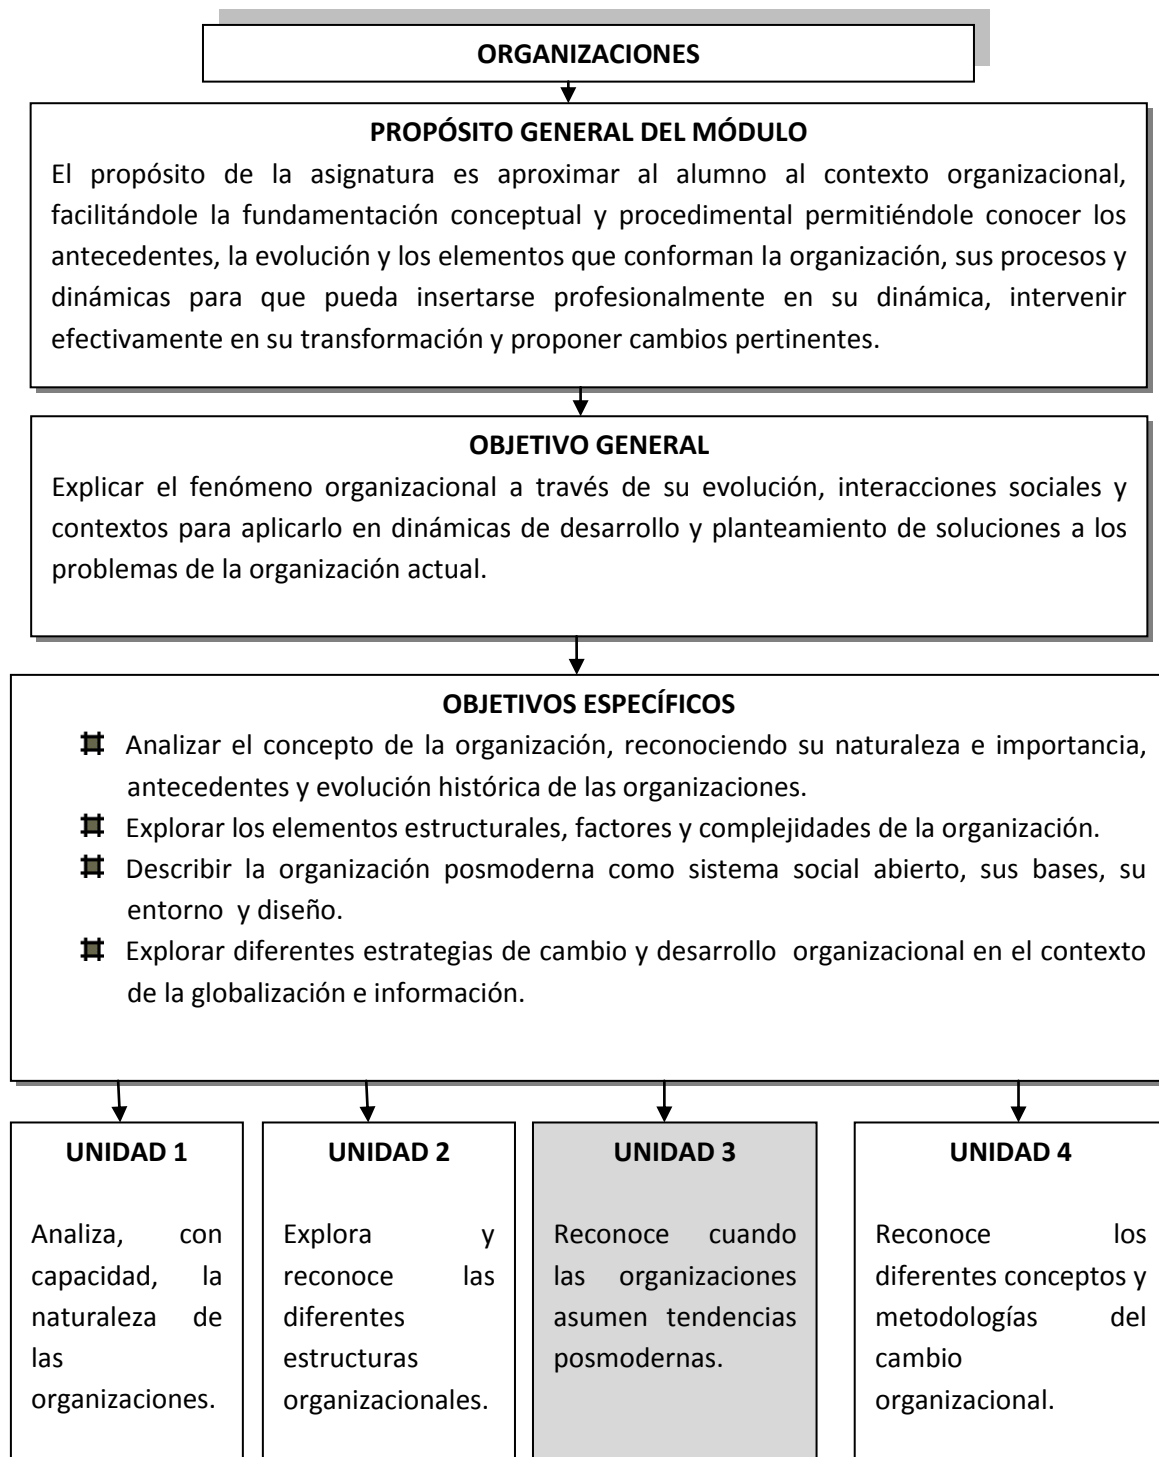 ORGANIZACIONES
PROPÓSITO GENERAL DEL MÓDULO
El propósito de la asignatura es aproximar al alumno al contexto organizacional,
facilitándole la fundamentación conceptual y procedimental permitiéndole conocer los
antecedentes, la evolución y los elementos que conforman la organización, sus procesos y
dinámicas para que pueda insertarse profesionalmente en su dinámica, intervenir
efectivamente en su transformación y proponer cambios pertinentes.
OBJETIVO GENERAL
Explicar el fenómeno organizacional a través de su evolución, interacciones sociales y
contextos para aplicarlo en dinámicas de desarrollo y planteamiento de soluciones a los
problemas de la organización actual.
OBJETIVOS ESPECÍFICOS
Analizar el concepto de la organización, reconociendo su naturaleza e importancia,
antecedentes y evolución histórica de las organizaciones.
Explorar los elementos estructurales, factores y complejidades de la organización.
Describir la organización posmoderna como sistema social abierto, sus bases, su
entorno y diseño.
Explorar diferentes estrategias de cambio y desarrollo organizacional en el contexto
de la globalización e información.
UNIDAD 1
Analiza, con
capacidad, la
naturaleza de
las
organizaciones.
UNIDAD 2
Explora y
reconoce las
diferentes
estructuras
organizacionales.
UNIDAD 3
Reconoce cuando
las organizaciones
asumen tendencias
posmodernas.
UNIDAD 4
Reconoce los
diferentes conceptos y
metodologías del
cambio
organizacional.